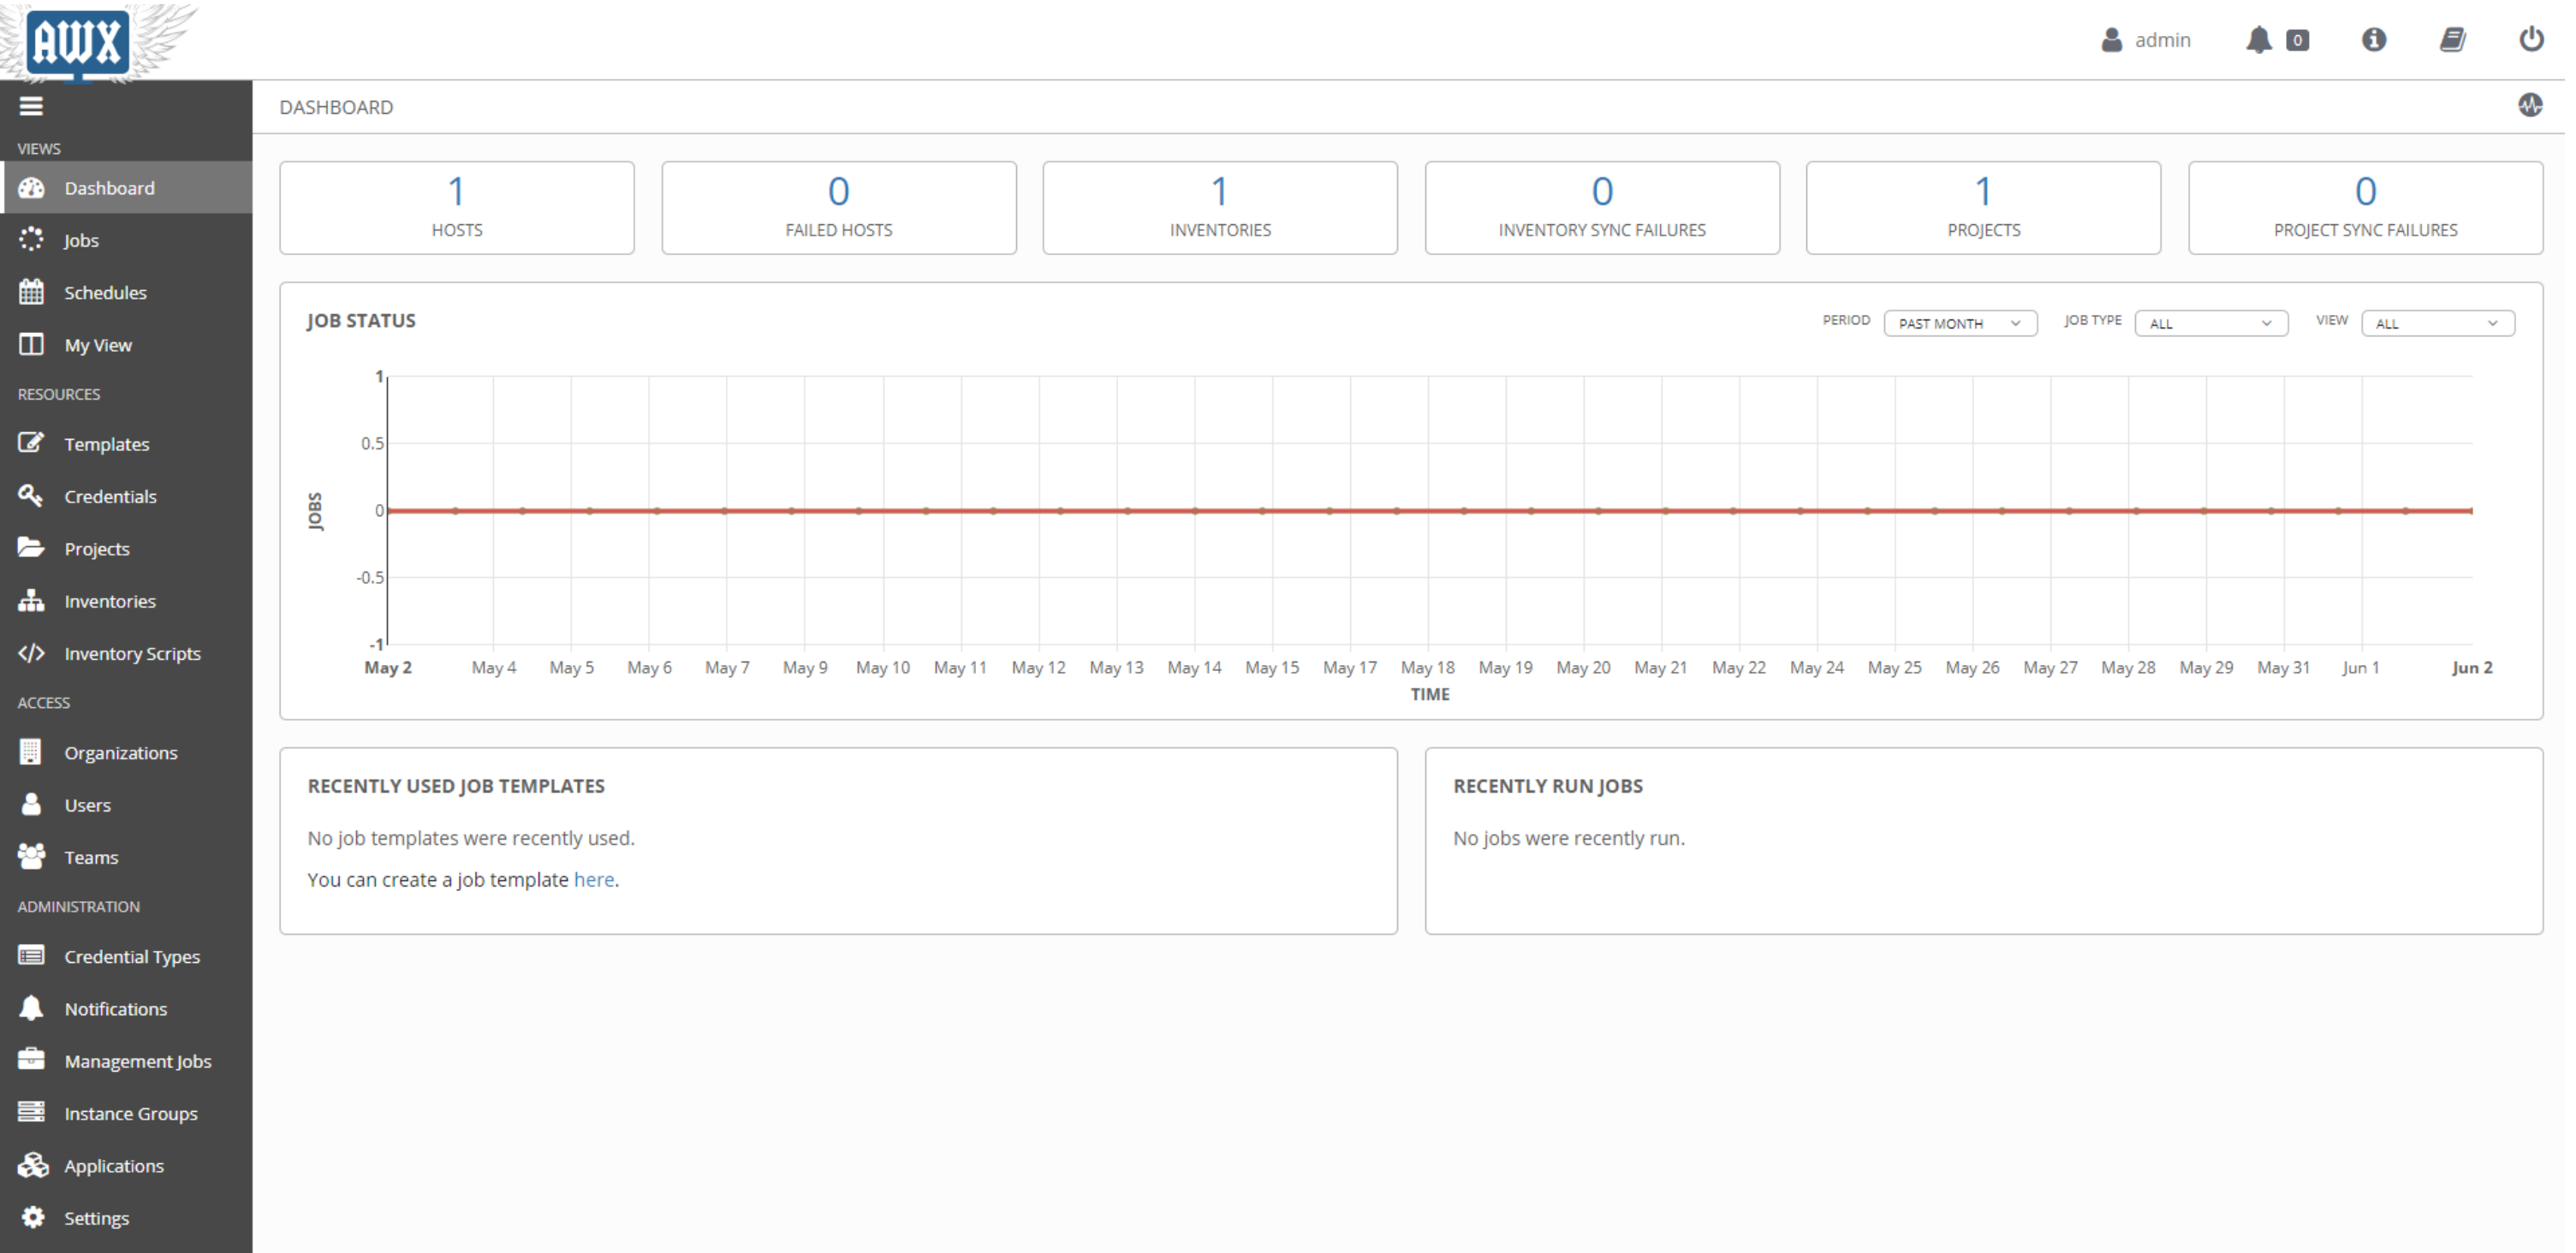 AWX
admin
0
VIEWS
Dashboard
Jobs
Schedules
My View
RESOURCES
Templates
Credentials
Projects
Inventories
Inventory Scripts
ACCESS
Organizations
Users
Teams
ADMINISTRATION
Credential Types
Notifications
Management Jobs
Instance Groups
Applications
Settings
DASHBOARD
1
HOSTS
0
FAILED HOSTS
1
INVENTORIES
0
INVENTORY SYNC FAILURES
1
PROJECTS
0
PROJECT SYNC FAILURES
JOB STATUS
PERIOD PAST MONTH JOB TYPE ALL VIEW ALL
1
0.5
0
-0.5
-1
JOBS
May 2 May 4 May 5 May 6 May 7 May 9 May 10 May 11 May 12 May 13 May 14 May 15 May 17 May 18 May 19 May 20 May 21 May 22 May 24 May 25 May 26 May 27 May 28 May 29 May 31 Jun 1 Jun 2
TIME
RECENTLY USED JOB TEMPLATES
No job templates were recently used.
You can create a job template here.
RECENTLY RUN JOBS
No jobs were recently run.